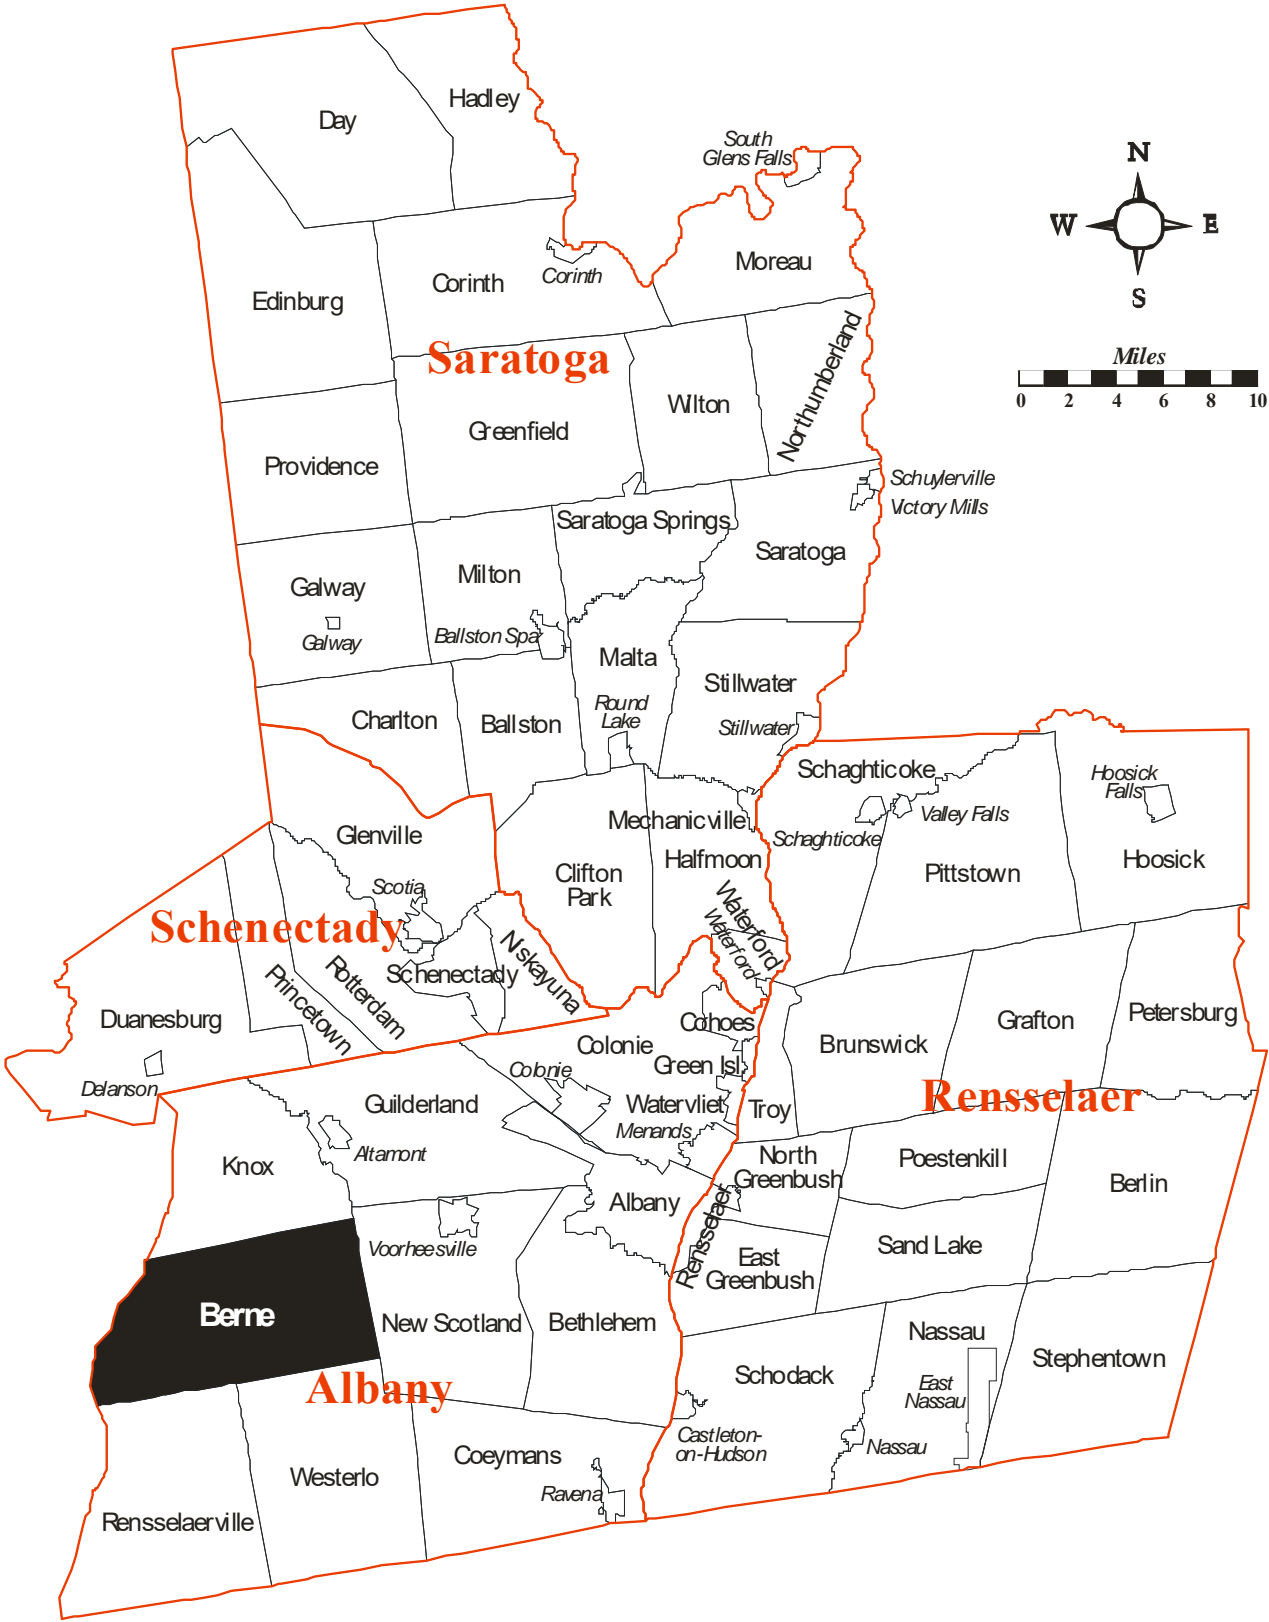 Hadley
Day
South
Glens Falls
N
W
E
S
Moreau
Corinth
Corinth
Edinburg
Miles
0 2 4 6 8 10
Saratoga
Northumberland
Wilton
Greenfield
Providence
Schuylerville
Victory Mills
Saratoga Springs
Saratoga
Milton
Galway
Galway
Ballston Spa
Malta
Stillwater
Round
Lake
Charlton
Ballston
Stillwater
Schaghticoke
Hoosick
Falls
Valley Falls
Mechanicville
Schaghticoke
Glenville
Halfmoon
Hoosick
Clifton
Park
Pittstown
Scotia
Waterford
Waterford
Schenectady
Niskayuna
Schenectady
Rotterdam
Princetown
Duanesburg
Cohoes
Petersburg
Grafton
Colonie
Brunswick
Green Isl.
Colonie
Delanson
Rensselaer
Guilderland
Watervliet
Troy
Menands
Altamont
Knox
North
Greenbush
Poestenkill
Berlin
Albany
Rensselaer
Voorheesville
Sand Lake
East
Greenbush
Berne
New Scotland
Bethlehem
Nassau
Stephentown
Schodack
Albany
East
Nassau
Castleton-
on-Hudson
Nassau
Coeymans
Westerlo
Ravena
Rensselaerville